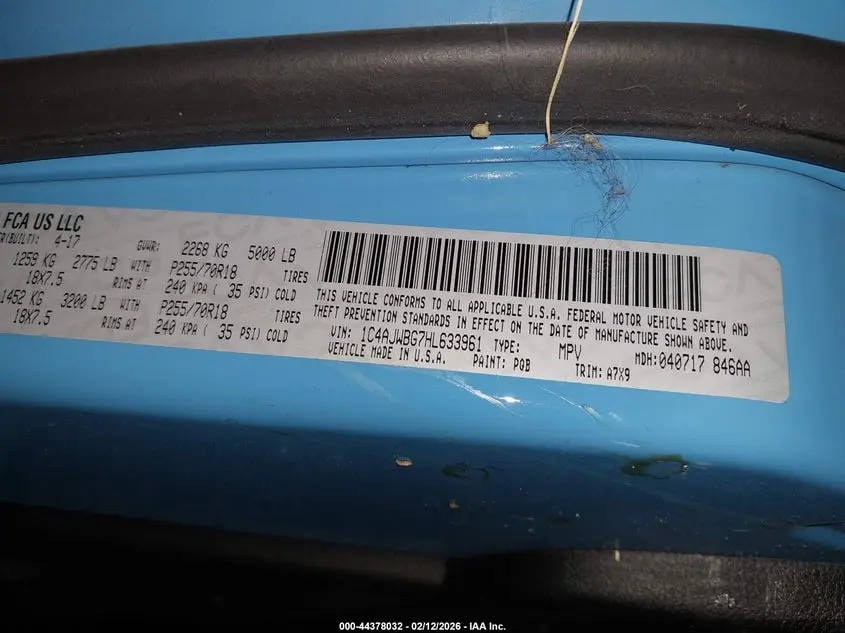 FCA US LLC
R(BUILT): 4-17 GVWR: 2268 KG 5000 LB
1259 KG 2775 LB WITH P255/70R18 TIRES
18X7.5 RIMS AT 240 KPA ( 35 PSI) COLD
1452 KG 3200 LB WITH P255/70R18 TIRES
18X7.5 RIMS AT 240 KPA ( 35 PSI) COLD
THIS VEHICLE CONFORMS TO ALL APPLICABLE U.S.A. FEDERAL MOTOR VEHICLE SAFETY AND
THEFT PREVENTION STANDARDS IN EFFECT ON THE DATE OF MANUFACTURE SHOWN ABOVE.
VIN: 1C4AJWBG7HL633961 TYPE: MPV MDH:040717 846AA
VEHICLE MADE IN U.S.A. PAINT: PQB TRIM: A7X9
000-44378032 - 02/12/2026 - IAA Inc.